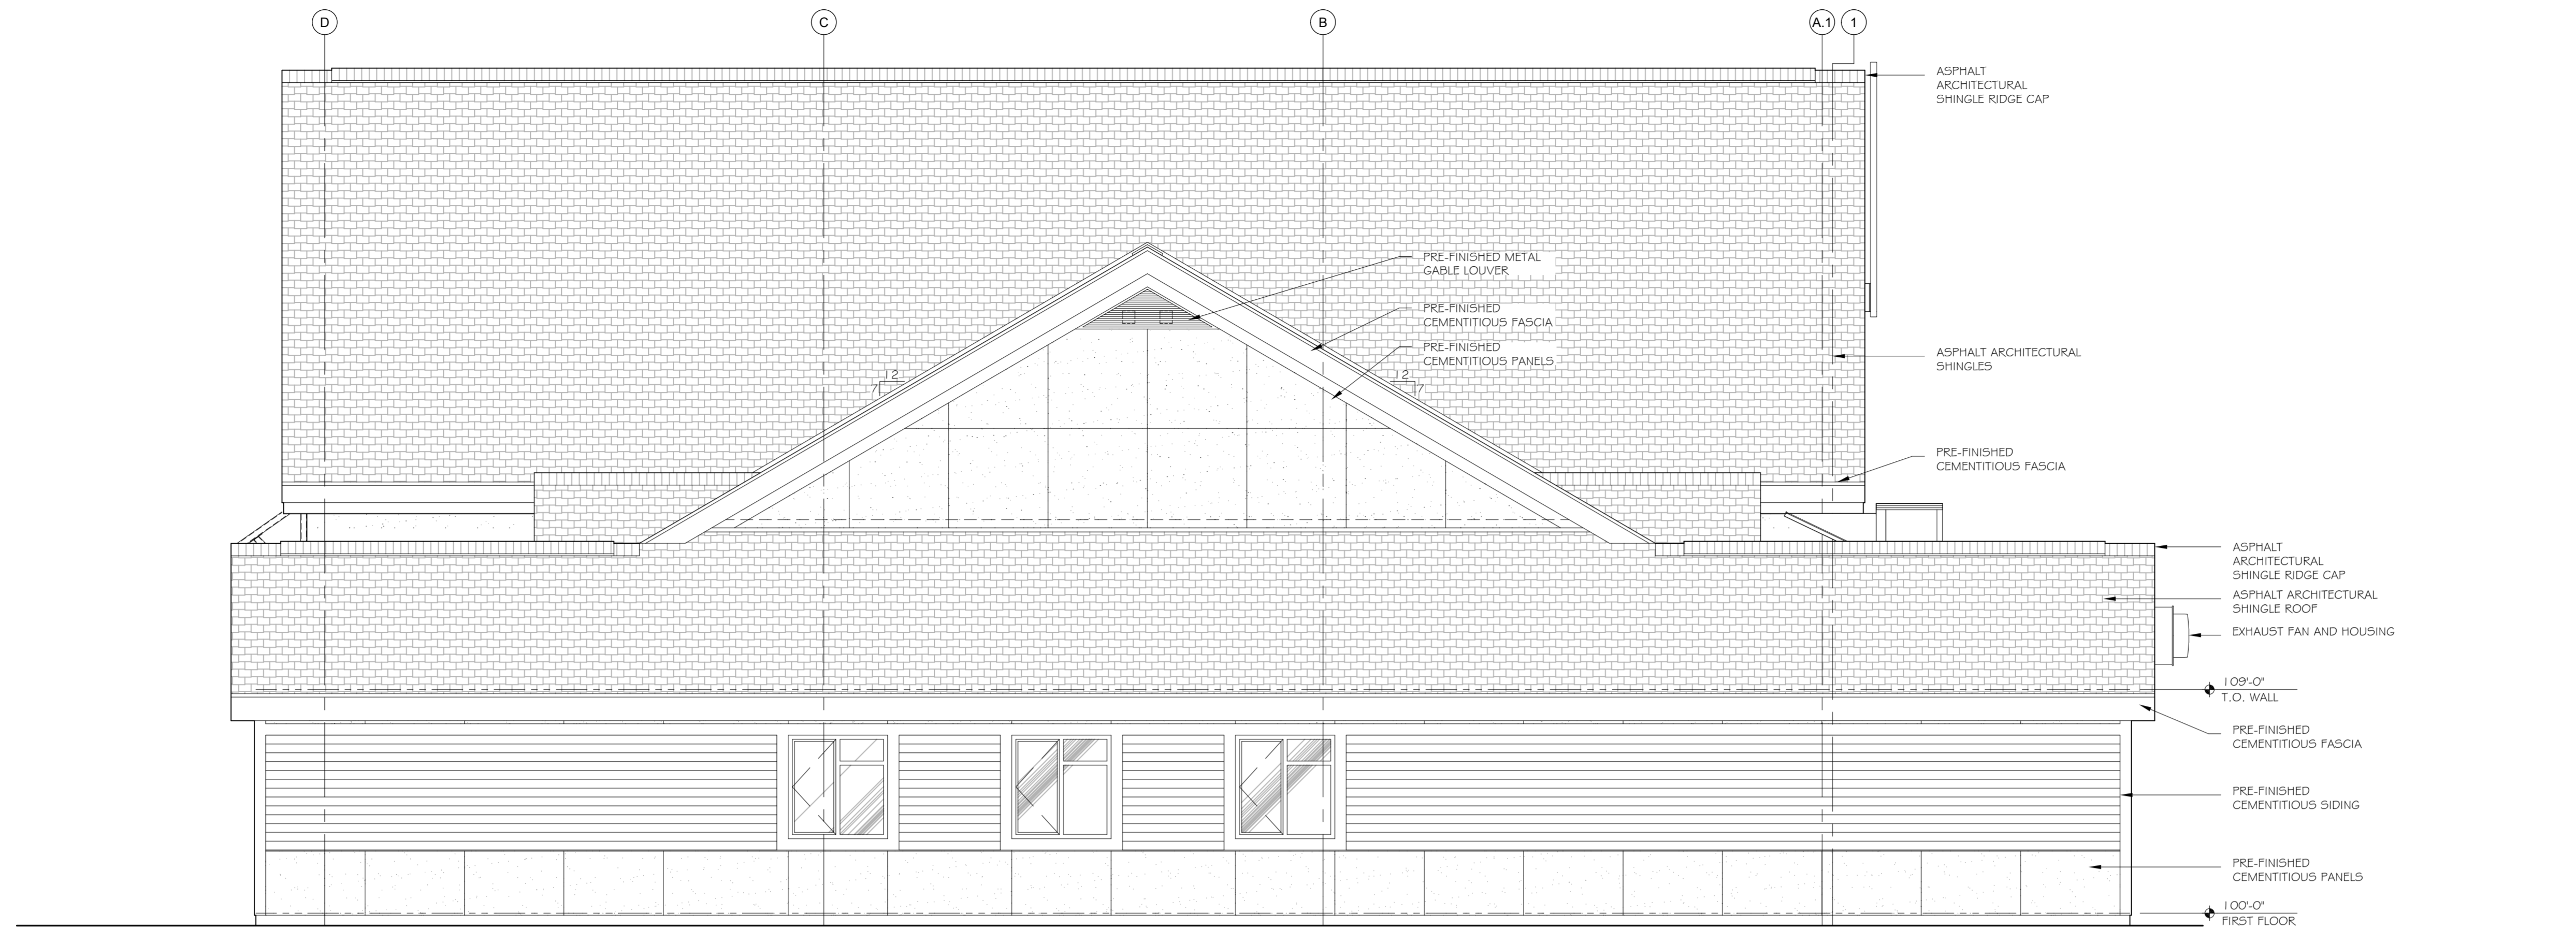 D
C
B
A.1
1
ASPHALT
ARCHITECTURAL
SHINGLE RIDGE CAP
PRE-FINISHED METAL
GABLE LOUVER
PRE-FINISHED
CEMENTITIOUS FASCIA
PRE-FINISHED
CEMENTITIOUS PANELS
ASPHALT ARCHITECTURAL
SHINGLES
12
7
12
7
PRE-FINISHED
CEMENTITIOUS FASCIA
ASPHALT
ARCHITECTURAL
SHINGLE RIDGE CAP
ASPHALT ARCHITECTURAL
SHINGLE ROOF
EXHAUST FAN AND HOUSING
109'-0"
T.O. WALL
PRE-FINISHED
CEMENTITIOUS FASCIA
PRE-FINISHED
CEMENTITIOUS SIDING
PRE-FINISHED
CEMENTITIOUS PANELS
100'-0"
FIRST FLOOR